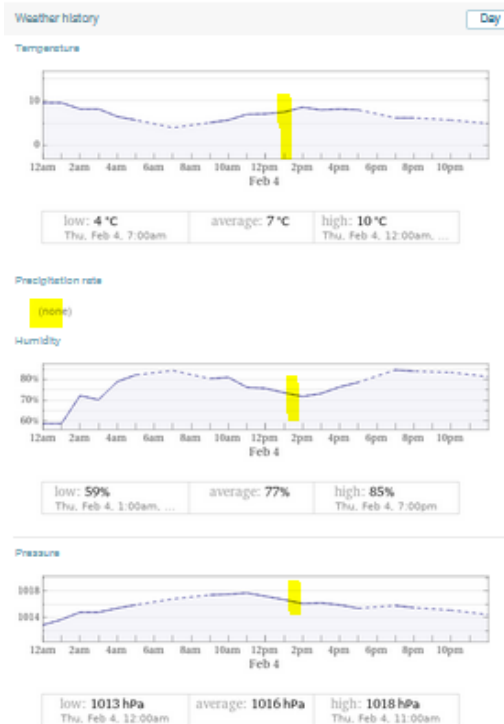 Weather history
Day
Temperature
10
0
12am 2am 4am 6am 8am 10am 12pm 2pm 4pm 6pm 8pm 10pm
Feb 4
low: 4 °C average: 7 °C high: 10 °C
Thu, Feb 4, 7:00am Thu, Feb 4, 12:00am, ...
Precipitation rate
(none)
Humidity
80%
70%
60%
12am 2am 4am 6am 8am 10am 12pm 2pm 4pm 6pm 8pm 10pm
Feb 4
low: 59% average: 77% high: 85%
Thu, Feb 4, 1:00am, ... Thu, Feb 4, 7:00pm
Pressure
1018
1014
12am 2am 4am 6am 8am 10am 12pm 2pm 4pm 6pm 8pm 10pm
Feb 4
low: 1013 hPa average: 1016 hPa high: 1018 hPa
Thu, Feb 4, 12:00am Thu, Feb 4, 11:00am